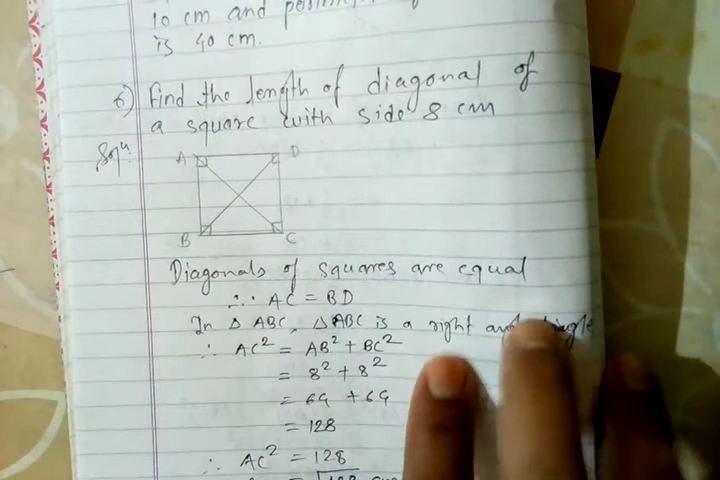 10 cm and
is 40 cm.
6) Find the length of diagonal of
a square with side 8 cm
Solu:
A D
B C
Diagonals of squares are equal
∴ AC = BD
In △ ABC, △ABC is a right
∴ AC² = AB² + BC²
= 8² + 8²
= 64 + 64
= 128
∴ AC² = 128